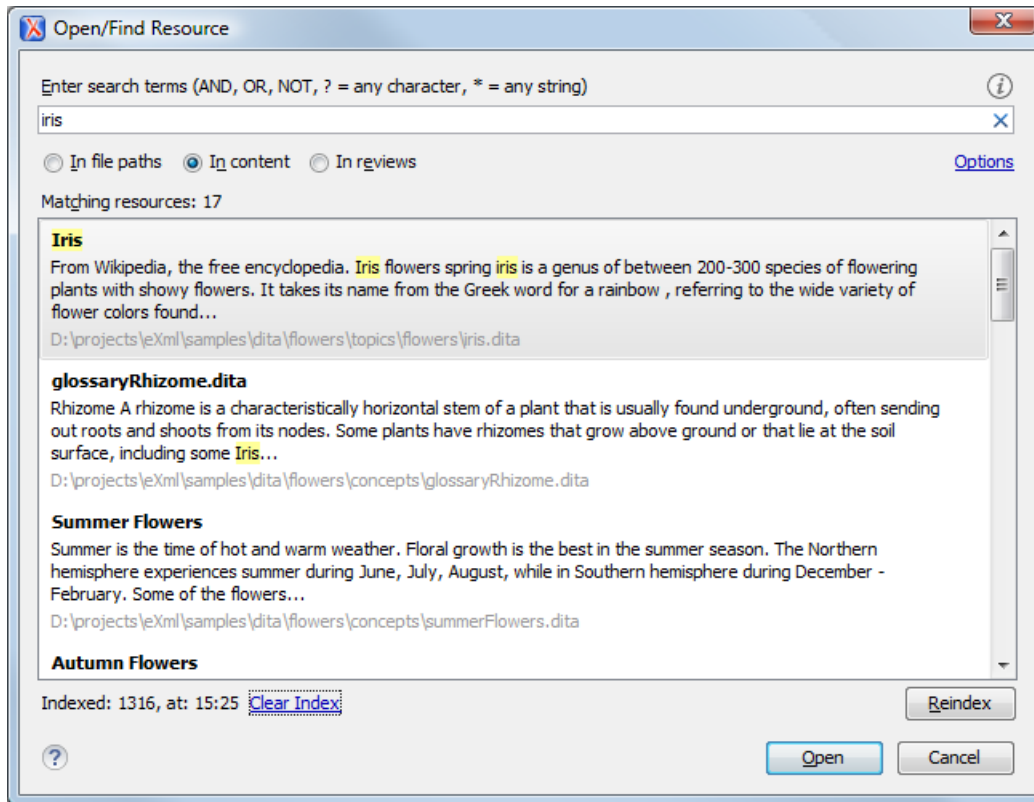 Open/Find Resource
Enter search terms (AND, OR, NOT, ? = any character, * = any string)
iris
In file paths In content In reviews Options
Matching resources: 17
Iris
From Wikipedia, the free encyclopedia. Iris flowers spring iris is a genus of between 200-300 species of flowering
plants with showy flowers. It takes its name from the Greek word for a rainbow , referring to the wide variety of
flower colors found...
D:\projects\eXml\samples\dita\flowers\topics\flowers\iris.dita
glossaryRhizome.dita
Rhizome A rhizome is a characteristically horizontal stem of a plant that is usually found underground, often sending
out roots and shoots from its nodes. Some plants have rhizomes that grow above ground or that lie at the soil
surface, including some Iris...
D:\projects\eXml\samples\dita\flowers\concepts\glossaryRhizome.dita
Summer Flowers
Summer is the time of hot and warm weather. Floral growth is the best in the summer season. The Northern
hemisphere experiences summer during June, July, August, while in Southern hemisphere during December -
February. Some of the flowers...
D:\projects\eXml\samples\dita\flowers\concepts\summerFlowers.dita
Autumn Flowers
Indexed: 1316, at: 15:25 Clear Index Reindex
? Open Cancel